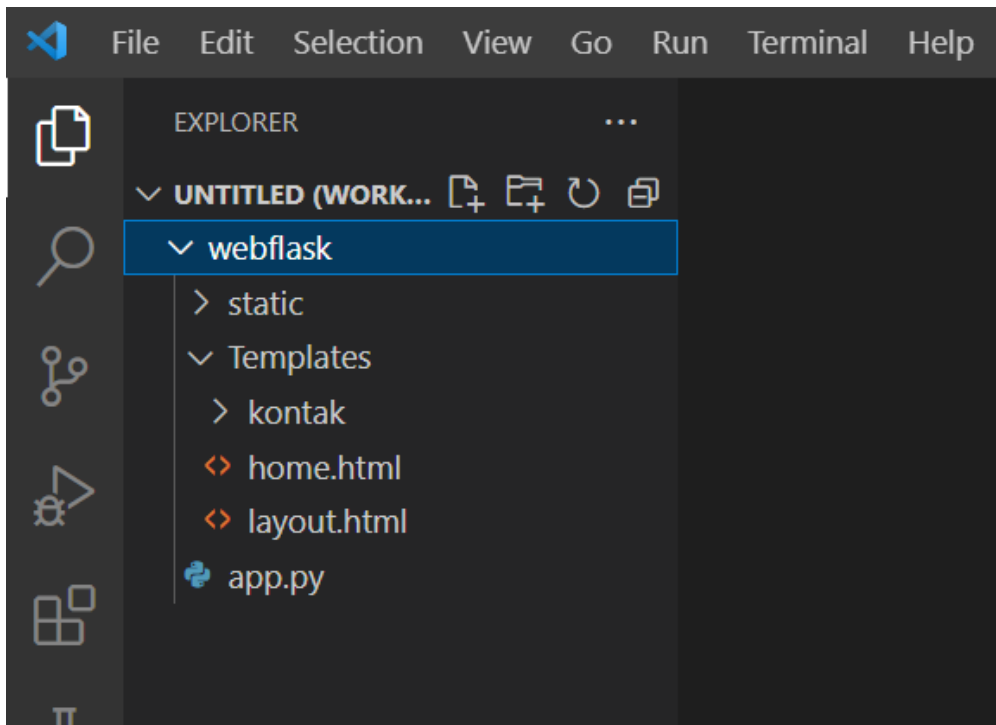 File Edit Selection View Go Run Terminal Help
EXPLORER ...
UNTITLED (WORK...
webflask
static
Templates
kontak
home.html
layout.html
app.py